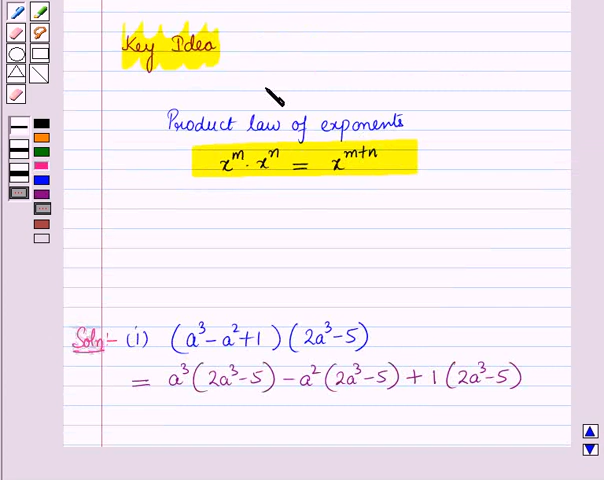 Key Idea
Product law of exponents
x^m · x^n = x^{m+n}
Soln:- (i) (a³ - a² + 1) (2a³ - 5)
= a³ (2a³ - 5) - a² (2a³ - 5) + 1 (2a³ - 5)